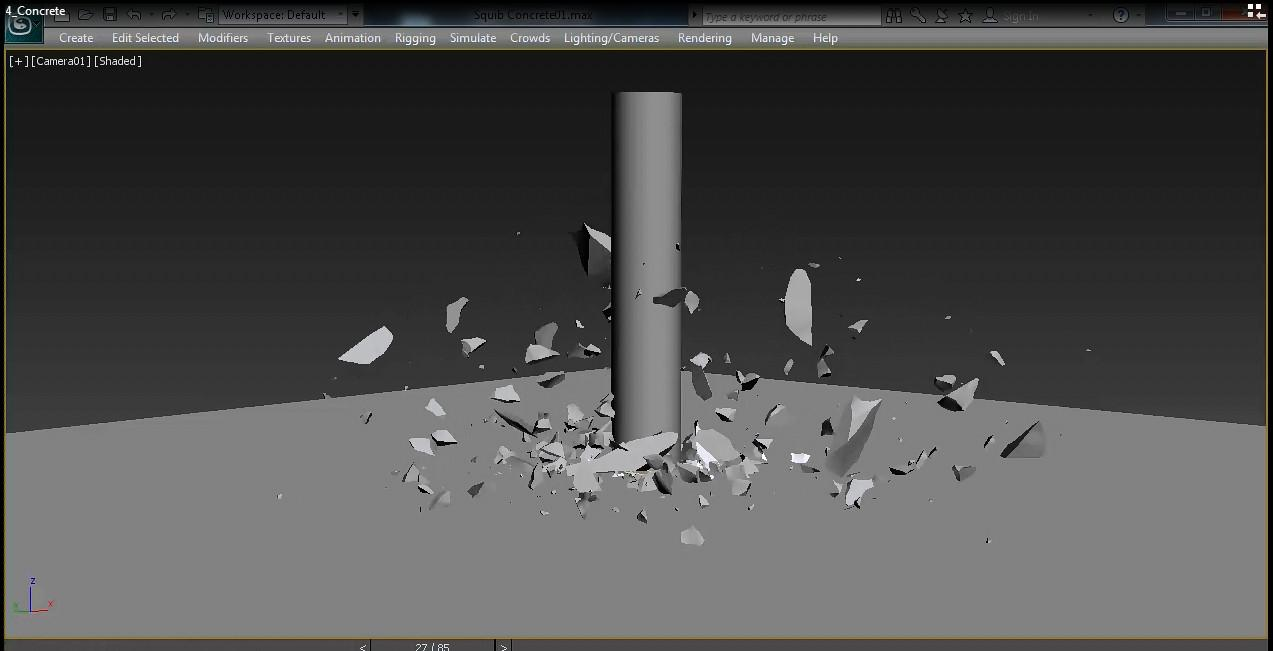 4_Concrete
Workspace: Default
Squib Concrete01.max
Type a keyword or phrase
Sign In
Create Edit Selected Modifiers Textures Animation Rigging Simulate Crowds Lighting/Cameras Rendering Manage Help
[+][Camera01][Shaded]
z
x
< 27 / 85 >